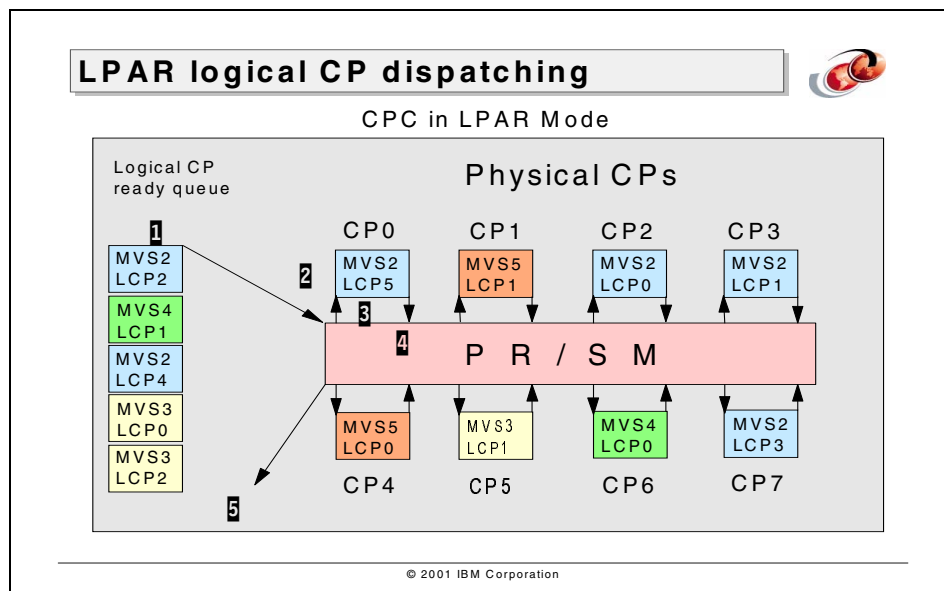 LPAR logical CP dispatching
CPC in LPAR Mode
Logical CP
ready queue
Physical CPs
1
MVS2
LCP2
MVS4
LCP1
MVS2
LCP4
MVS3
LCP0
MVS3
LCP2
2
CP0
CP1
CP2
CP3
MVS2
LCP5
MVS5
LCP1
MVS2
LCP0
MVS2
LCP1
3
4
PR/SM
MVS5
LCP0
MVS3
LCP1
MVS4
LCP0
MVS2
LCP3
CP4
CP5
CP6
CP7
5
© 2001 IBM Corporation